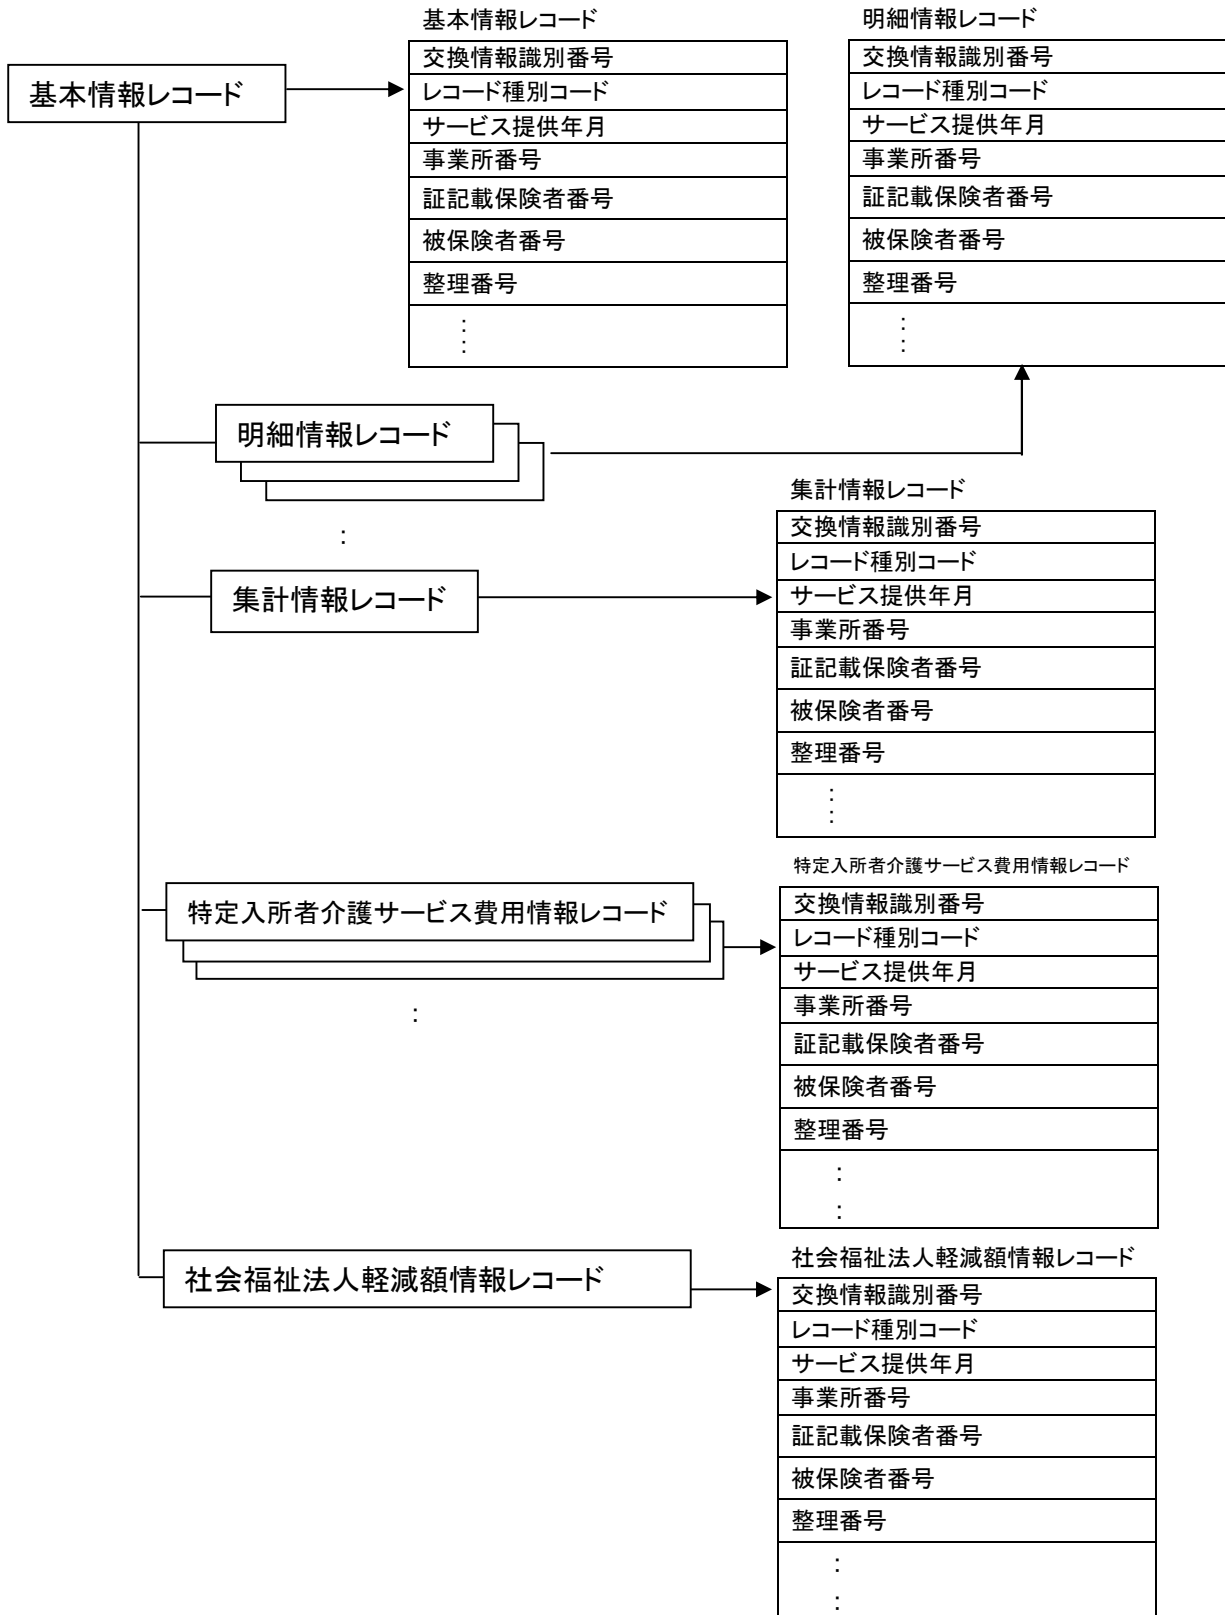 基本情報レコード
基本情報レコード
交換情報識別番号
レコード種別コード
サービス提供年月
事業所番号
証記載保険者番号
被保険者番号
整理番号
:
:
明細情報レコード
交換情報識別番号
レコード種別コード
サービス提供年月
事業所番号
証記載保険者番号
被保険者番号
整理番号
:
:
明細情報レコード
:
集計情報レコード
集計情報レコード
交換情報識別番号
レコード種別コード
サービス提供年月
事業所番号
証記載保険者番号
被保険者番号
整理番号
:
:
特定入所者介護サービス費用情報レコード
:
特定入所者介護サービス費用情報レコード
交換情報識別番号
レコード種別コード
サービス提供年月
事業所番号
証記載保険者番号
被保険者番号
整理番号
:
:
社会福祉法人軽減額情報レコード
社会福祉法人軽減額情報レコード
交換情報識別番号
レコード種別コード
サービス提供年月
事業所番号
証記載保険者番号
被保険者番号
整理番号
:
: